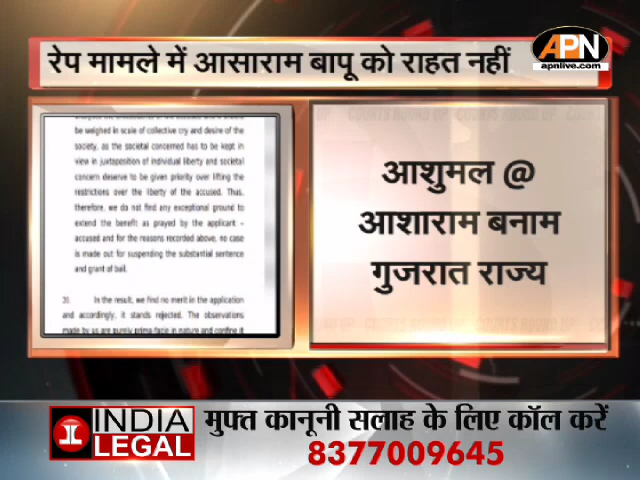 रेप मामले में आसाराम बापू को राहत नहीं
APN
apnlive.com
be weighed in scale of collective cry and desire of the
society, as the societal concerned has to be kept in
view in juxtaposition of individual liberty and societal
concern deserve to be given priority over lifting the
restrictions over the liberty of the accused. Thus,
therefore, we do not find any exceptional ground to
extend the benefit as prayed by the applicant –
accused and for the reasons recorded above, no case
is made out for suspending the substantial sentence
and grant of bail.
30. In the result, we find no merit in the application
and accordingly, it stands rejected. The observations
made by us are purely prima-facie in nature and confine it
आशुमल @
आशाराम बनाम
गुजरात राज्य
INDIA
LEGAL
मुफ्त कानूनी सलाह के लिए कॉल करें
8377009645